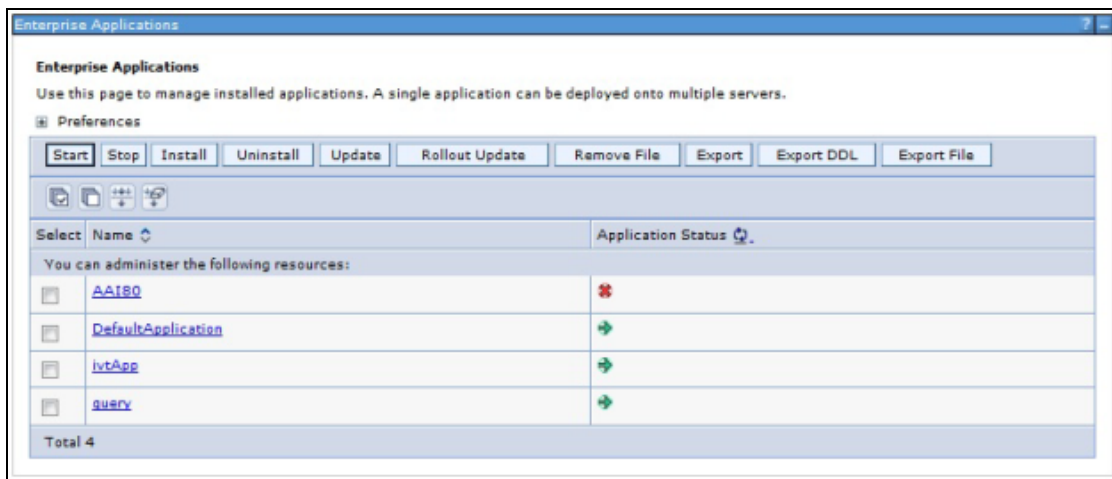 Enterprise Applications ? –
Enterprise Applications
Use this page to manage installed applications. A single application can be deployed onto multiple servers.
Preferences
Start Stop Install Uninstall Update Rollout Update Remove File Export Export DDL Export File
Select Name Application Status
You can administer the following resources:
AAI80
DefaultApplication
ivtApp
query
Total 4